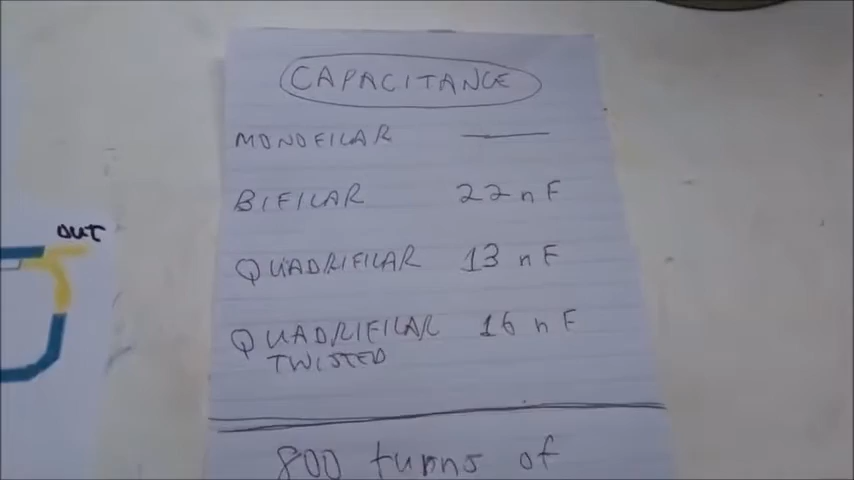 CAPACITANCE
MONOFILAR ———
BIFILAR 22 nF
QUADRIFILAR 13 nF
QUADRIFILAR 16 nF
TWISTED
800 turns of
OUT